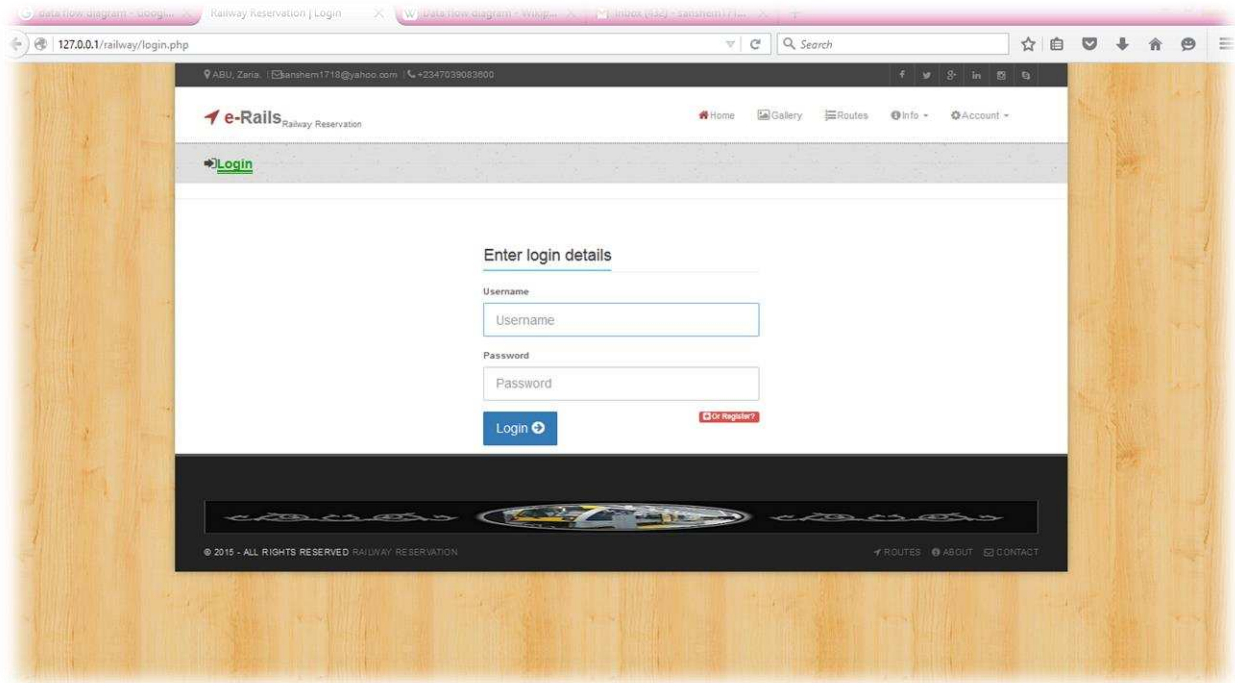 data flow diagram - Googl... Railway Reservation | Login Data flow diagram - Wikip... Inbox (432) - sanshem171...
127.0.0.1/railway/login.php Search
ABU, Zaria. | sanshem1718@yahoo.com | +2347039083600
e-Rails Railway Reservation Home Gallery Routes Info Account
Login
Enter login details
Username
Username
Password
Password
Login Or Register?
© 2015 - ALL RIGHTS RESERVED RAILWAY RESERVATION ROUTES ABOUT CONTACT